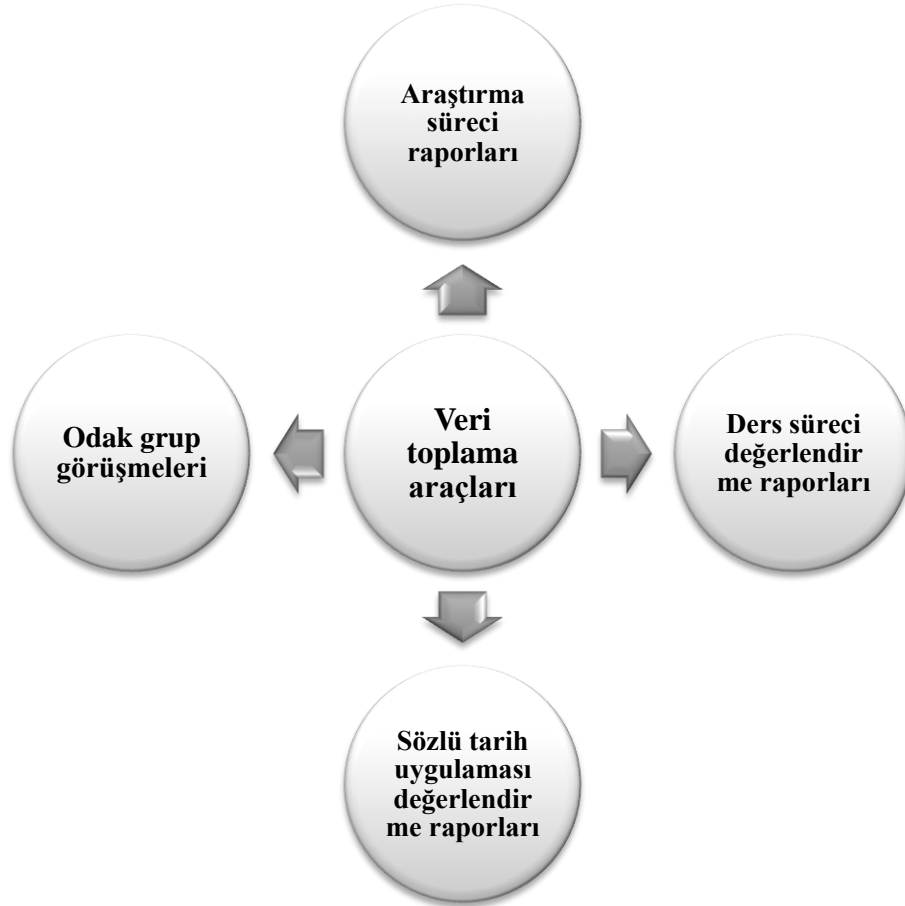 Araştırma
süreci
raporları
Odak grup
görüşmeleri
Veri
toplama
araçları
Ders süreci
değerlendir
me raporları
Sözlü tarih
uygulaması
değerlendir
me raporları